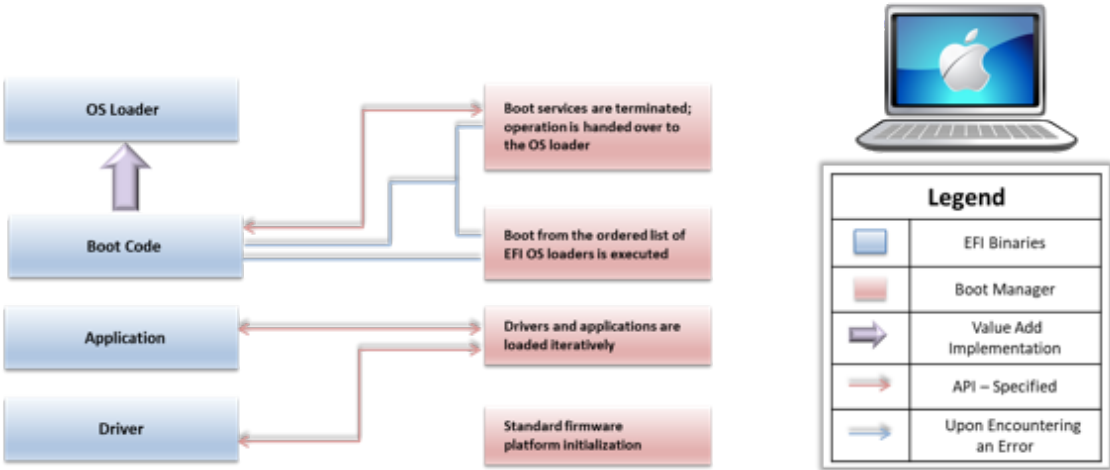 OS Loader
Boot services are terminated;
operation is handed over to
the OS loader
Boot Code
Boot from the ordered list of
EFI OS loaders is executed
Application
Drivers and applications are
loaded iteratively
Driver
Standard firmware
platform initialization
Legend
EFI Binaries
Boot Manager
Value Add
Implementation
API – Specified
Upon Encountering
an Error